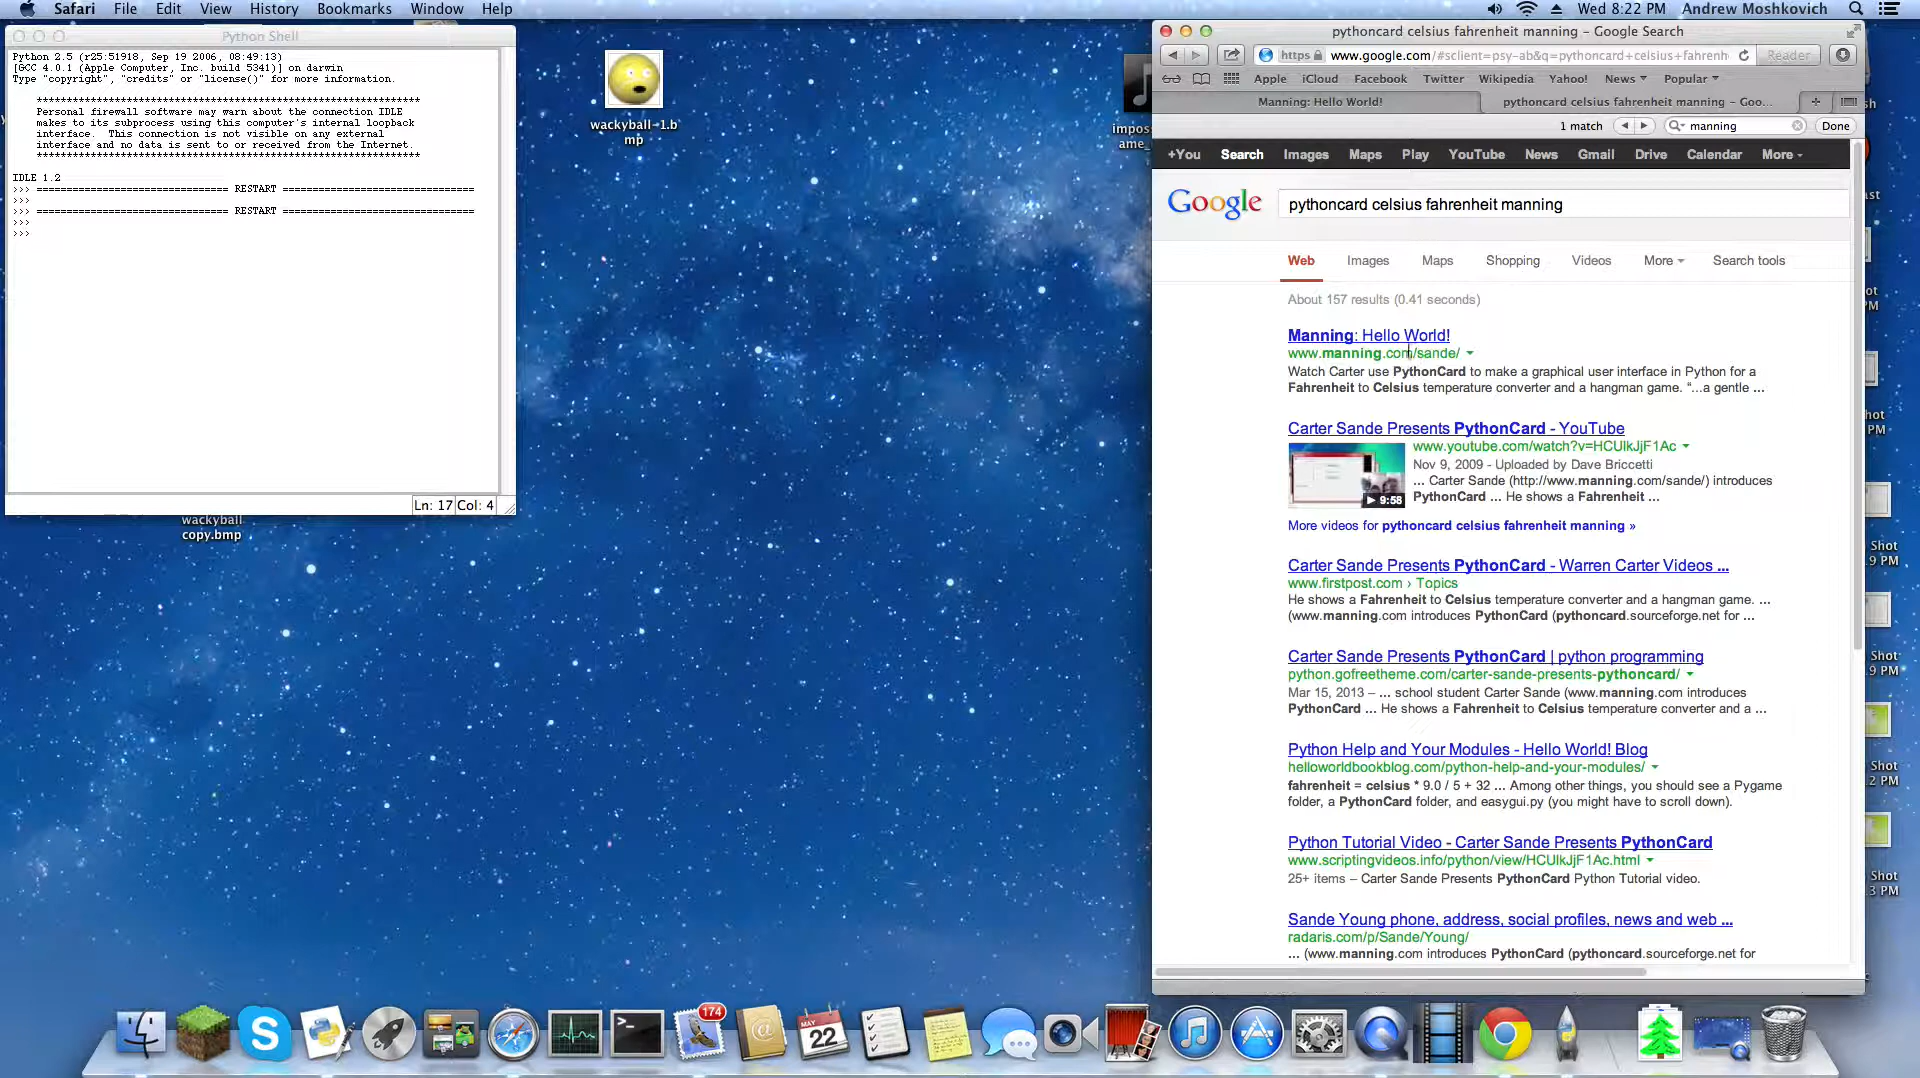 Safari File Edit View History Bookmarks Window Help
Wed 8:22 PM Andrew Moshkovich
Python Shell
Python 2.5 (r25:51918, Sep 19 2006, 08:49:13)
[GCC 4.0.1 (Apple Computer, Inc. build 5341)] on darwin
Type "copyright", "credits" or "license()" for more information.
****************************************************************
Personal firewall software may warn about the connection IDLE
makes to its subprocess using this computer's internal loopback
interface. This connection is not visible on any external
interface and no data is sent to or received from the Internet.
****************************************************************
IDLE 1.2
>>> ================================ RESTART ================================
>>>
>>> ================================ RESTART ================================
>>>
>>>
Ln: 17 Col: 4
wackyball-1.b
mp
wackyball
copy.bmp
imposs
ame_
pythoncard celsius fahrenheit manning – Google Search
https www.google.com/#sclient=psy-ab&q=pythoncard+celsius+fahrenh
Reader
Apple iCloud Facebook Twitter Wikipedia Yahoo! News Popular
Manning: Hello World!
pythoncard celsius fahrenheit manning – Goo...
1 match
manning
Done
+You Search Images Maps Play YouTube News Gmail Drive Calendar More
Google
pythoncard celsius fahrenheit manning
Web Images Maps Shopping Videos More Search tools
About 157 results (0.41 seconds)
Manning: Hello World!
www.manning.com/sande/
Watch Carter use PythonCard to make a graphical user interface in Python for a
Fahrenheit to Celsius temperature converter and a hangman game. "...a gentle ...
Carter Sande Presents PythonCard - YouTube
www.youtube.com/watch?v=HCUlkJjF1Ac
Nov 9, 2009 - Uploaded by Dave Briccetti
... Carter Sande (http://www.manning.com/sande/) introduces
PythonCard ... He shows a Fahrenheit ...
9:58
More videos for pythoncard celsius fahrenheit manning »
Carter Sande Presents PythonCard - Warren Carter Videos ...
www.firstpost.com › Topics
He shows a Fahrenheit to Celsius temperature converter and a hangman game. ...
(www.manning.com introduces PythonCard (pythoncard.sourceforge.net for ...
Carter Sande Presents PythonCard | python programming
python.gofreetheme.com/carter-sande-presents-pythoncard/
Mar 15, 2013 – ... school student Carter Sande (www.manning.com introduces
PythonCard ... He shows a Fahrenheit to Celsius temperature converter and a ...
Python Help and Your Modules - Hello World! Blog
helloworldbookblog.com/python-help-and-your-modules/
fahrenheit = celsius * 9.0 / 5 + 32 ... Among other things, you should see a Pygame
folder, a PythonCard folder, and easygui.py (you might have to scroll down).
Python Tutorial Video - Carter Sande Presents PythonCard
www.scriptingvideos.info/python/view/HCUlkJjF1Ac.html
25+ items – Carter Sande Presents PythonCard Python Tutorial video.
Sande Young phone, address, social profiles, news and web ...
radaris.com/p/Sande/Young/
... (www.manning.com introduces PythonCard (pythoncard.sourceforge.net for
Shot
9 PM
Shot
9 PM
Shot
2 PM
Shot
3 PM
174
MAY
22